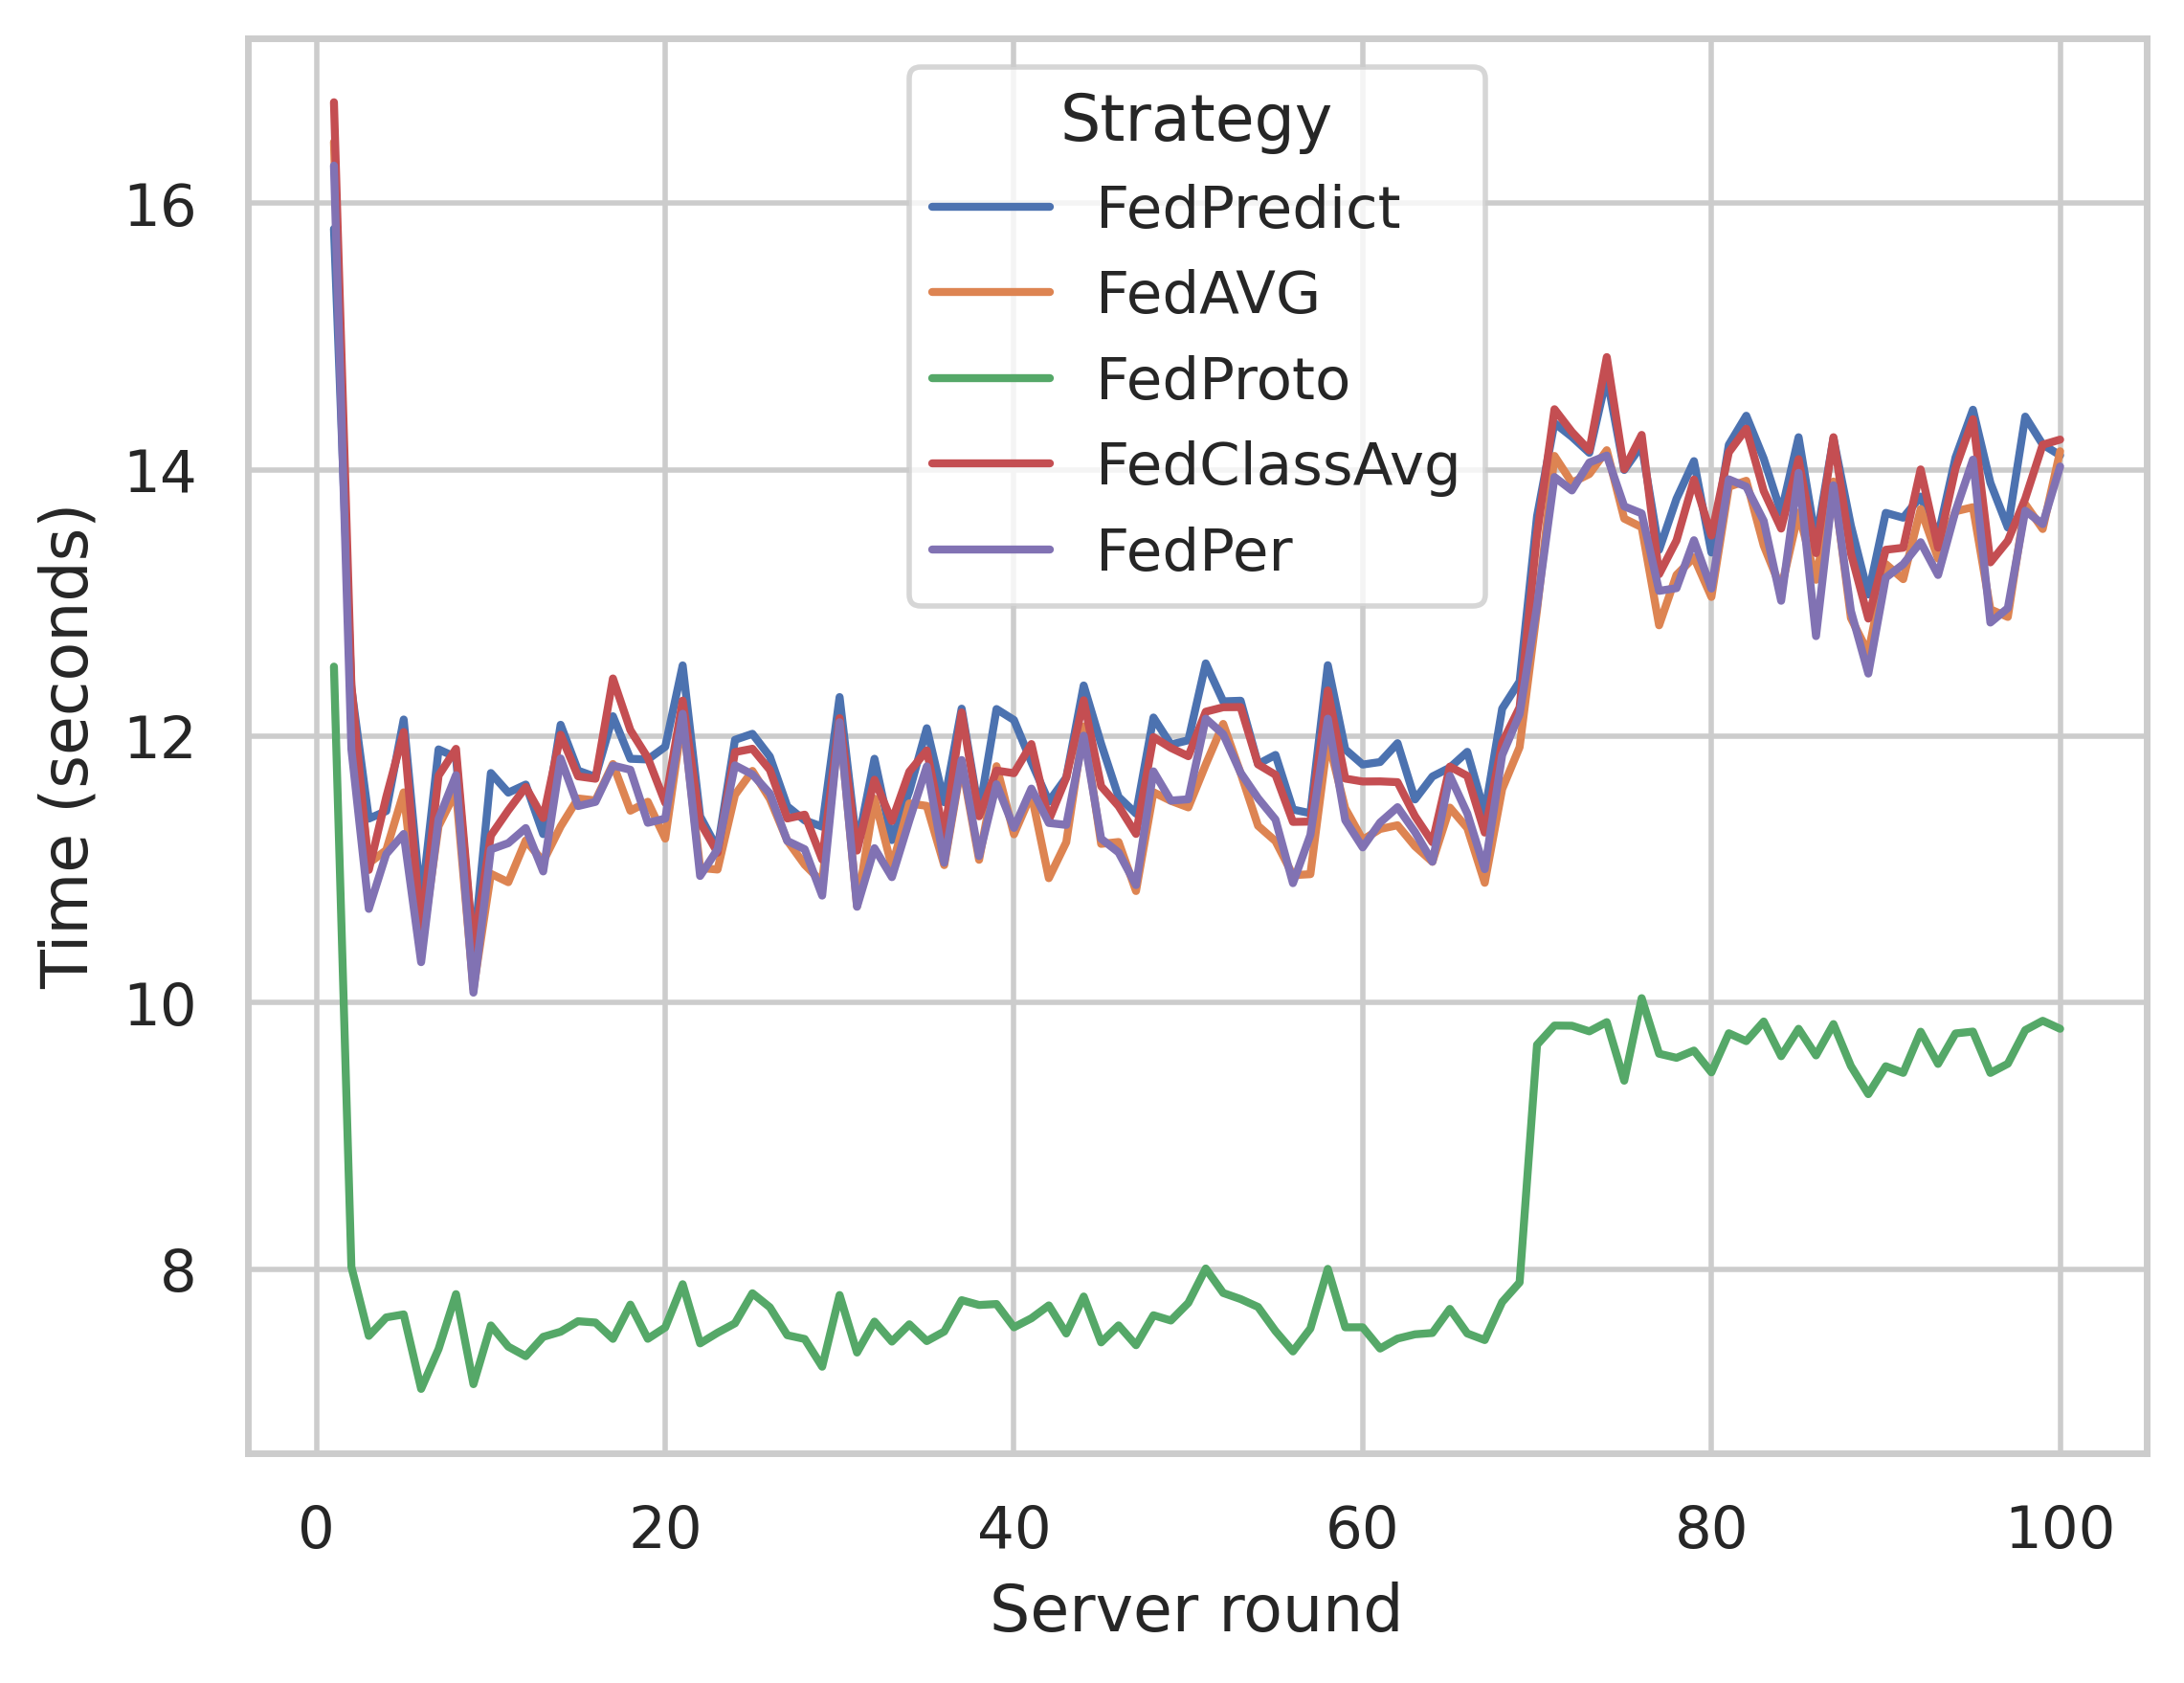 Strategy
FedPredict
FedAVG
FedProto
FedClassAvg
FedPer
16
14
12
10
8
Time (seconds)
0 20 40 60 80 100
Server round